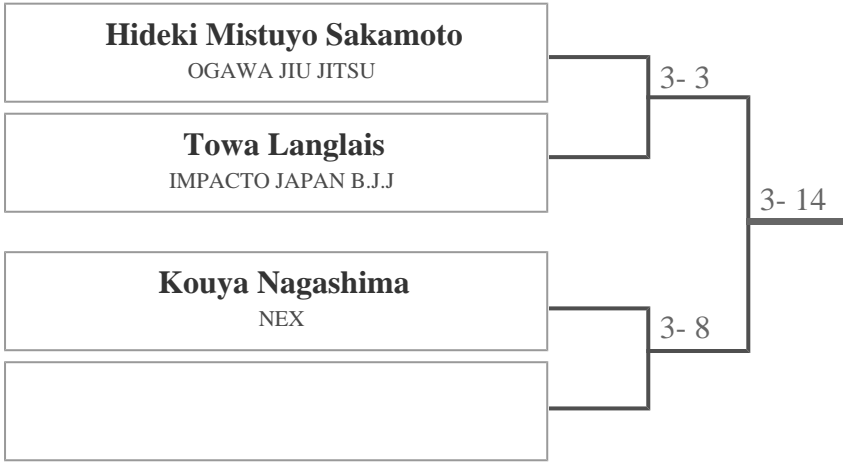 Hideki Mistuyo Sakamoto
OGAWA JIU JITSU
3- 3
Towa Langlais
IMPACTO JAPAN B.J.J
3- 14
Kouya Nagashima
NEX
3- 8